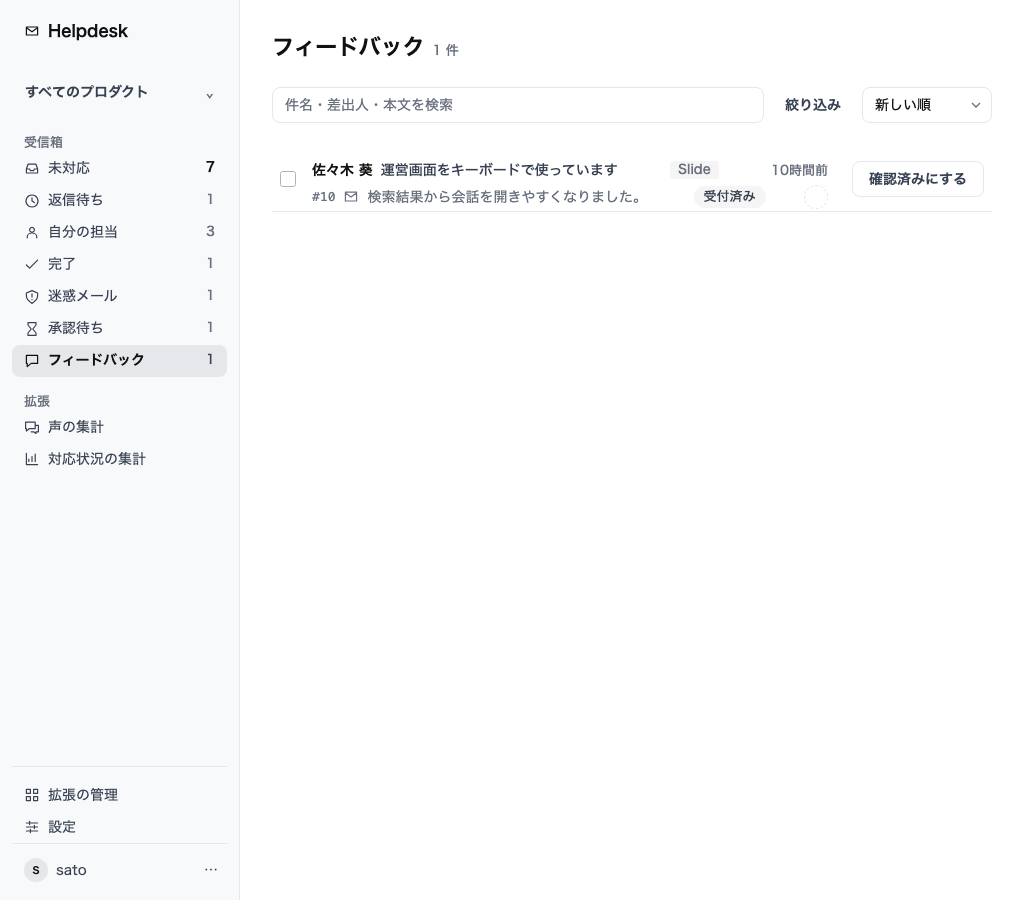 Helpdesk
すべてのプロダクト
受信箱
未対応 7
返信待ち 1
自分の担当 3
完了 1
迷惑メール 1
承認待ち 1
フィードバック 1
拡張
声の集計
対応状況の集計
拡張の管理
設定
S sato
フィードバック 1 件
件名・差出人・本文を検索 絞り込み 新しい順
佐々木 葵 運営画面をキーボードで使っています Slide 10時間前 確認済みにする
#10 検索結果から会話を開きやすくなりました。 受付済み